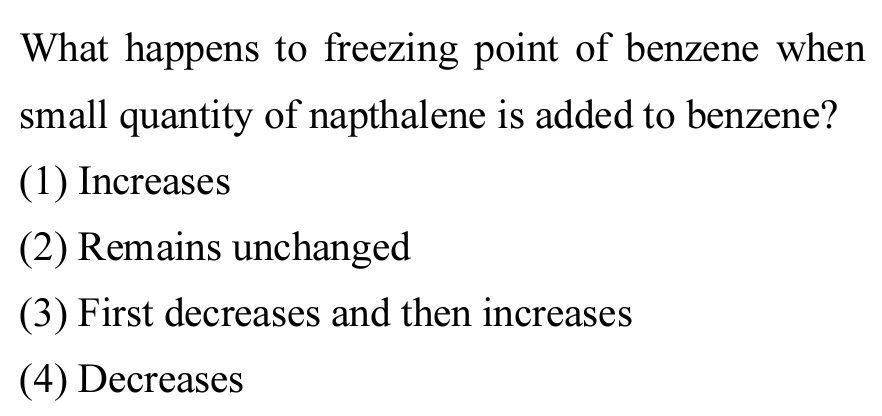 What happens to freezing point of benzene when
small quantity of napthalene is added to benzene?
(1) Increases
(2) Remains unchanged
(3) First decreases and then increases
(4) Decreases